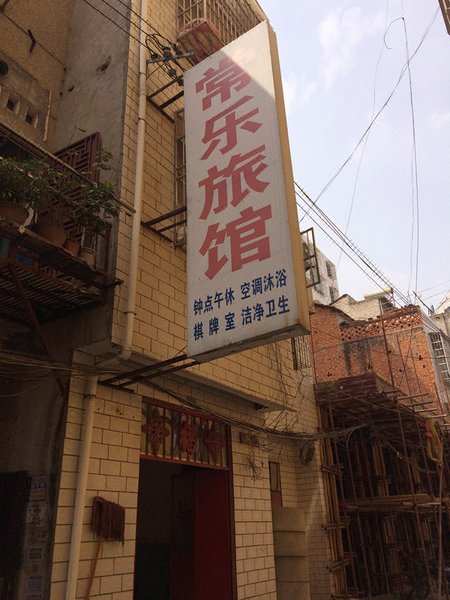 常乐旅馆
钟点午休 空调沐浴
棋牌室 洁净卫生